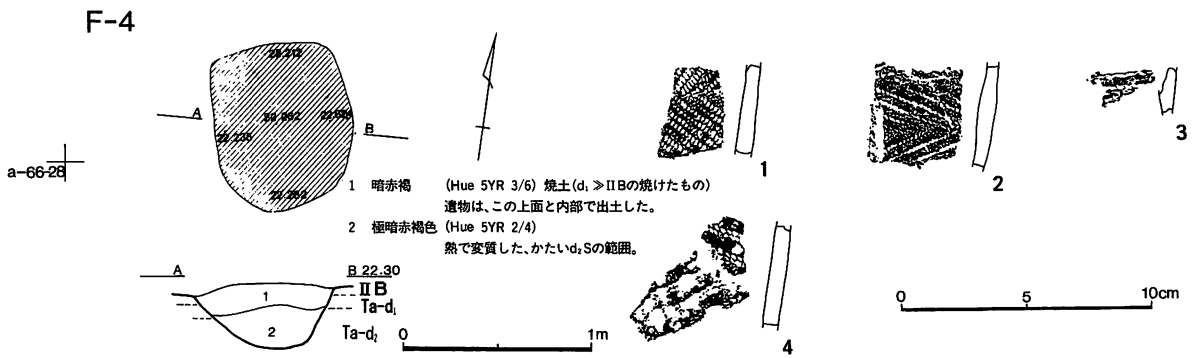 F-4
22.212
A
22.262
B
22.235
a-66-28
22.262
1 暗赤褐 (Hue 5YR 3/6) 焼土(d₁≫ⅡBの焼けたもの)
遺物は、この上面と内部で出土した。
2 極暗赤褐色 (Hue 5YR 2/4)
熱で変質した、かたいd₂Sの範囲。
A
B 22.30
ⅡB
1
Ta-d₁
2
Ta-d₂
0 1m
1
2
3
4
0 5 10cm